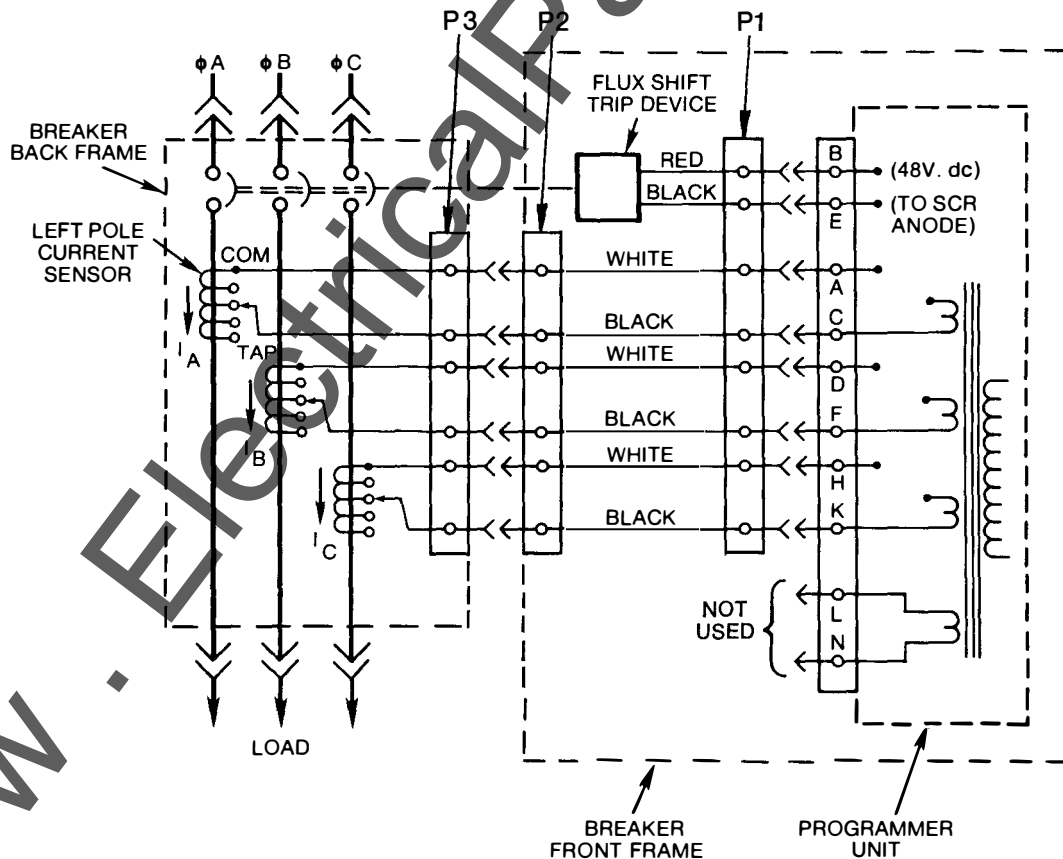 P3
P2
P1
φA
φB
φC
FLUX SHIFT
TRIP DEVICE
BREAKER
BACK FRAME
RED
BLACK
B
E
(48V. dc)
(TO SCR
ANODE)
LEFT POLE
CURRENT
SENSOR
COM
WHITE
A
BLACK
C
I A
TAP
WHITE
D
F
BLACK
I B
WHITE
H
K
BLACK
I C
NOT
USED
L
N
LOAD
BREAKER
FRONT FRAME
PROGRAMMER
UNIT
w . ElectricalPa